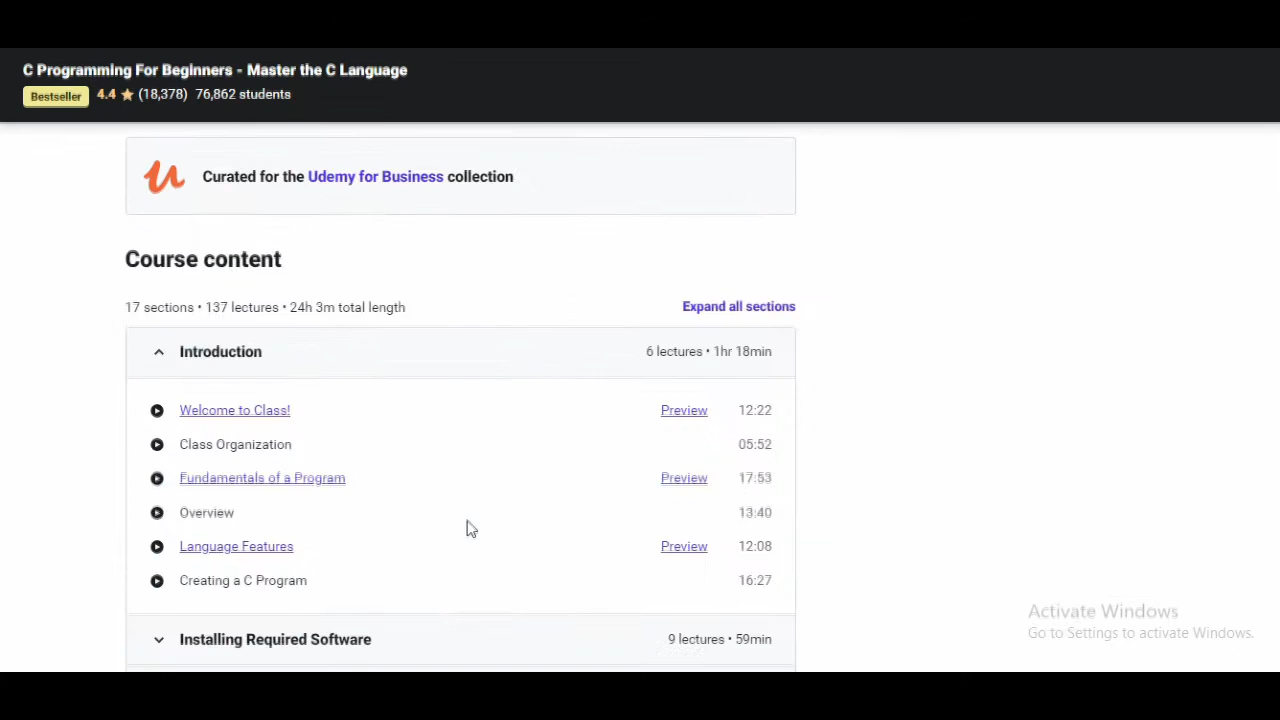 C Programming For Beginners - Master the C Language
Bestseller 4.4 (18,378) 76,862 students
Curated for the Udemy for Business collection
Course content
17 sections • 137 lectures • 24h 3m total length Expand all sections
Introduction 6 lectures • 1hr 18min
Welcome to Class! Preview 12:22
Class Organization 05:52
Fundamentals of a Program Preview 17:53
Overview 13:40
Language Features Preview 12:08
Creating a C Program 16:27
Installing Required Software 9 lectures • 59min
Activate Windows
Go to Settings to activate Windows.